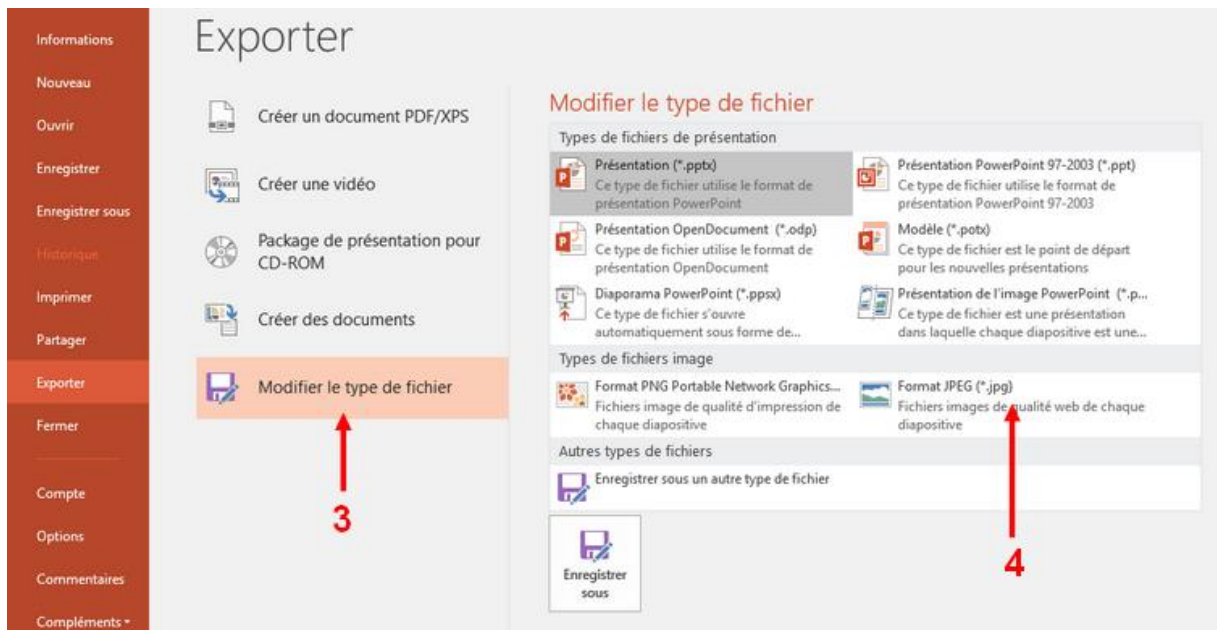 Informations
Nouveau
Ouvrir
Enregistrer
Enregistrer sous
Historique
Imprimer
Partager
Exporter
Fermer
Compte
Options
Commentaires
Compléments
Exporter
Créer un document PDF/XPS
Créer une vidéo
Package de présentation pour
CD-ROM
Créer des documents
Modifier le type de fichier
3
Modifier le type de fichier
Types de fichiers de présentation
Présentation (*.pptx)
Ce type de fichier utilise le format de
présentation PowerPoint
Présentation PowerPoint 97-2003 (*.ppt)
Ce type de fichier utilise le format de
présentation PowerPoint 97-2003
Présentation OpenDocument (*.odp)
Ce type de fichier utilise le format de
présentation OpenDocument
Modèle (*.potx)
Ce type de fichier est le point de départ
pour les nouvelles présentations
Diaporama PowerPoint (*.ppsx)
Ce type de fichier s'ouvre
automatiquement sous forme de...
Présentation de l'image PowerPoint (*.p...
Ce type de fichier est une présentation
dans laquelle chaque diapositive est une...
Types de fichiers image
Format PNG Portable Network Graphics...
Fichiers image de qualité d'impression de
chaque diapositive
Format JPEG (*.jpg)
Fichiers images de qualité web de chaque
diapositive
Autres types de fichiers
Enregistrer sous un autre type de fichier
4
Enregistrer
sous